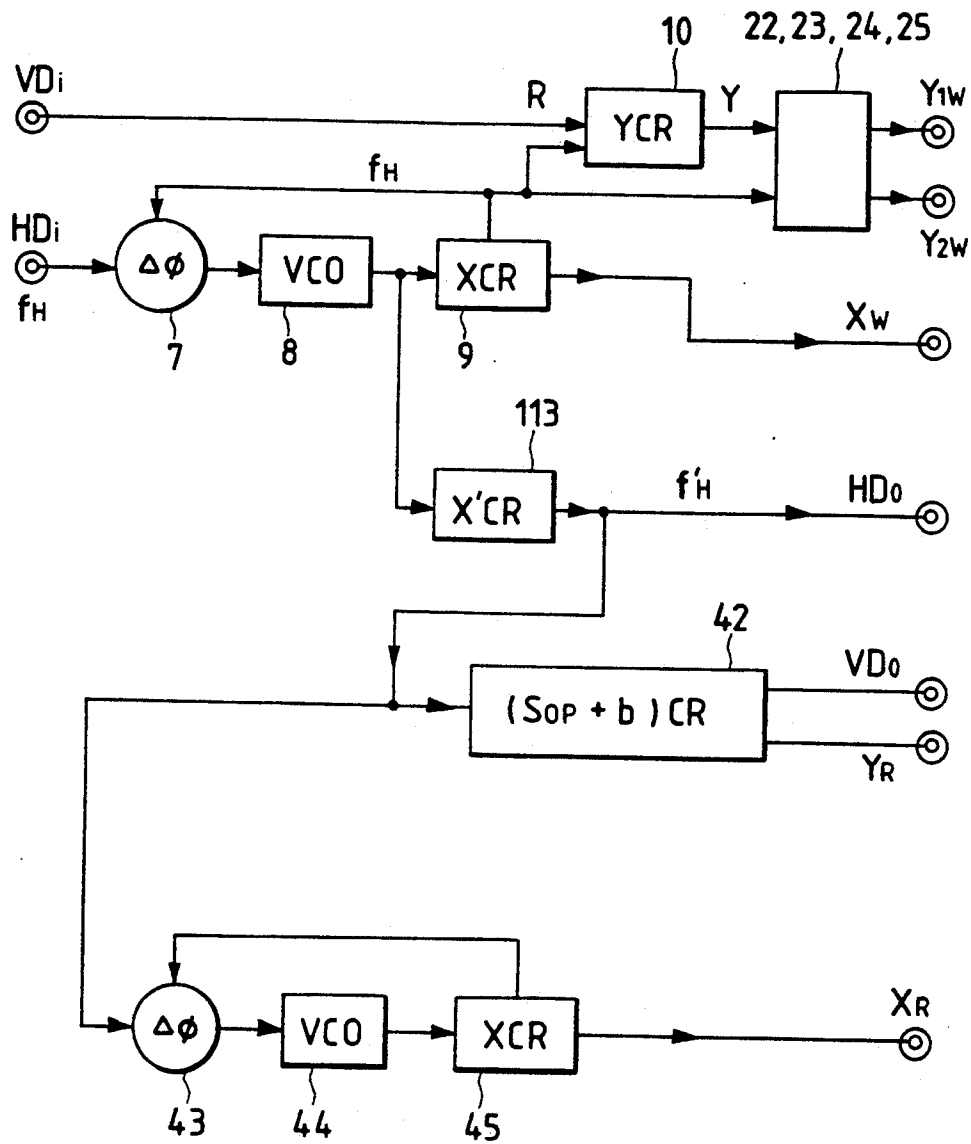 10
22, 23, 24, 25
VDi
R
YCR
Y
Y1W
fH
HDi
Δφ
VCO
XCR
Y2W
fH
7
8
9
XW
113
X'CR
f'H
HDO
42
(SOP + b) CR
VDO
YR
Δφ
VCO
XCR
XR
43
44
45